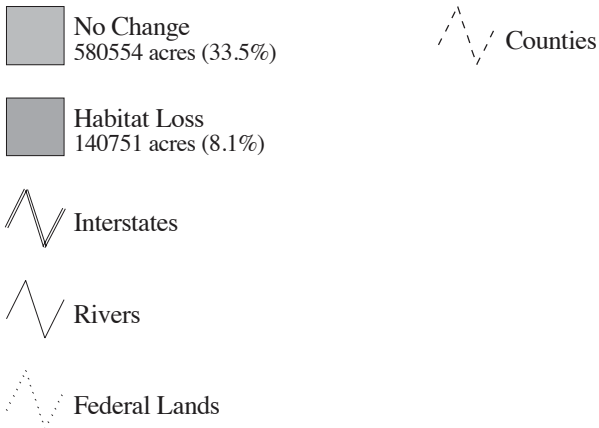 No Change
580554 acres (33.5%)
Habitat Loss
140751 acres (8.1%)
Interstates
Rivers
Federal Lands
Counties